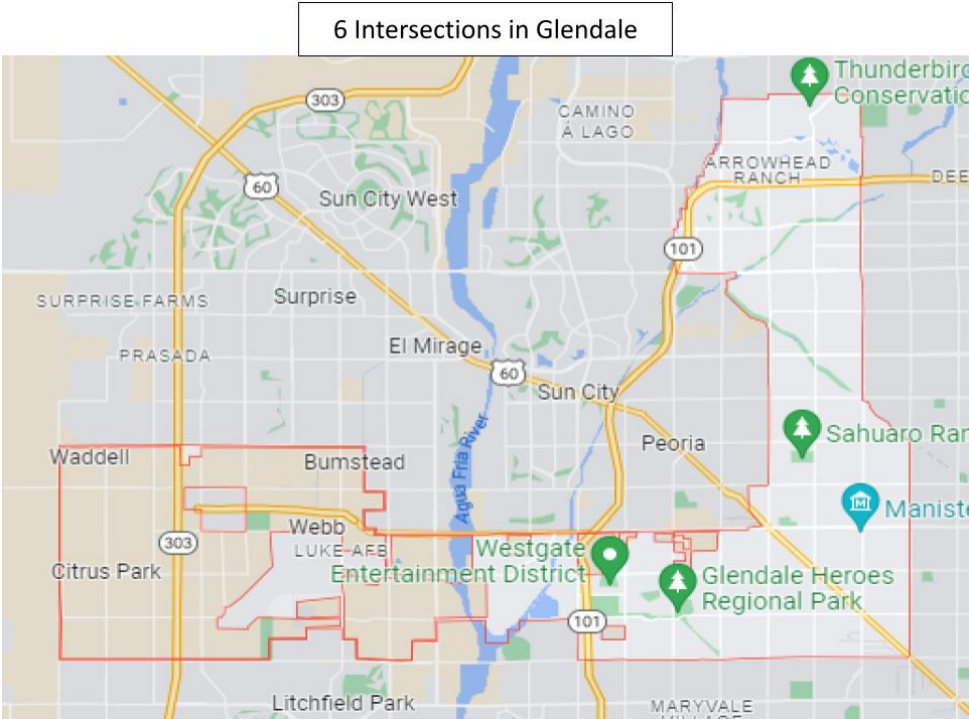 6 Intersections in Glendale
Thunderbird
Conservatio
303
CAMINO
Á LAGO
ARROWHEAD
RANCH
DEE
60
Sun City West
101
SURPRISE FARMS
Surprise
PRASADA
El Mirage
60
Sun City
Agua Fria River
Peoria
Sahuaro Ran
Waddell
Bumstead
Maniste
Webb
303
LUKE AFB
Westgate
Entertainment District
Citrus Park
Glendale Heroes
Regional Park
101
Litchfield Park
MARYVALE